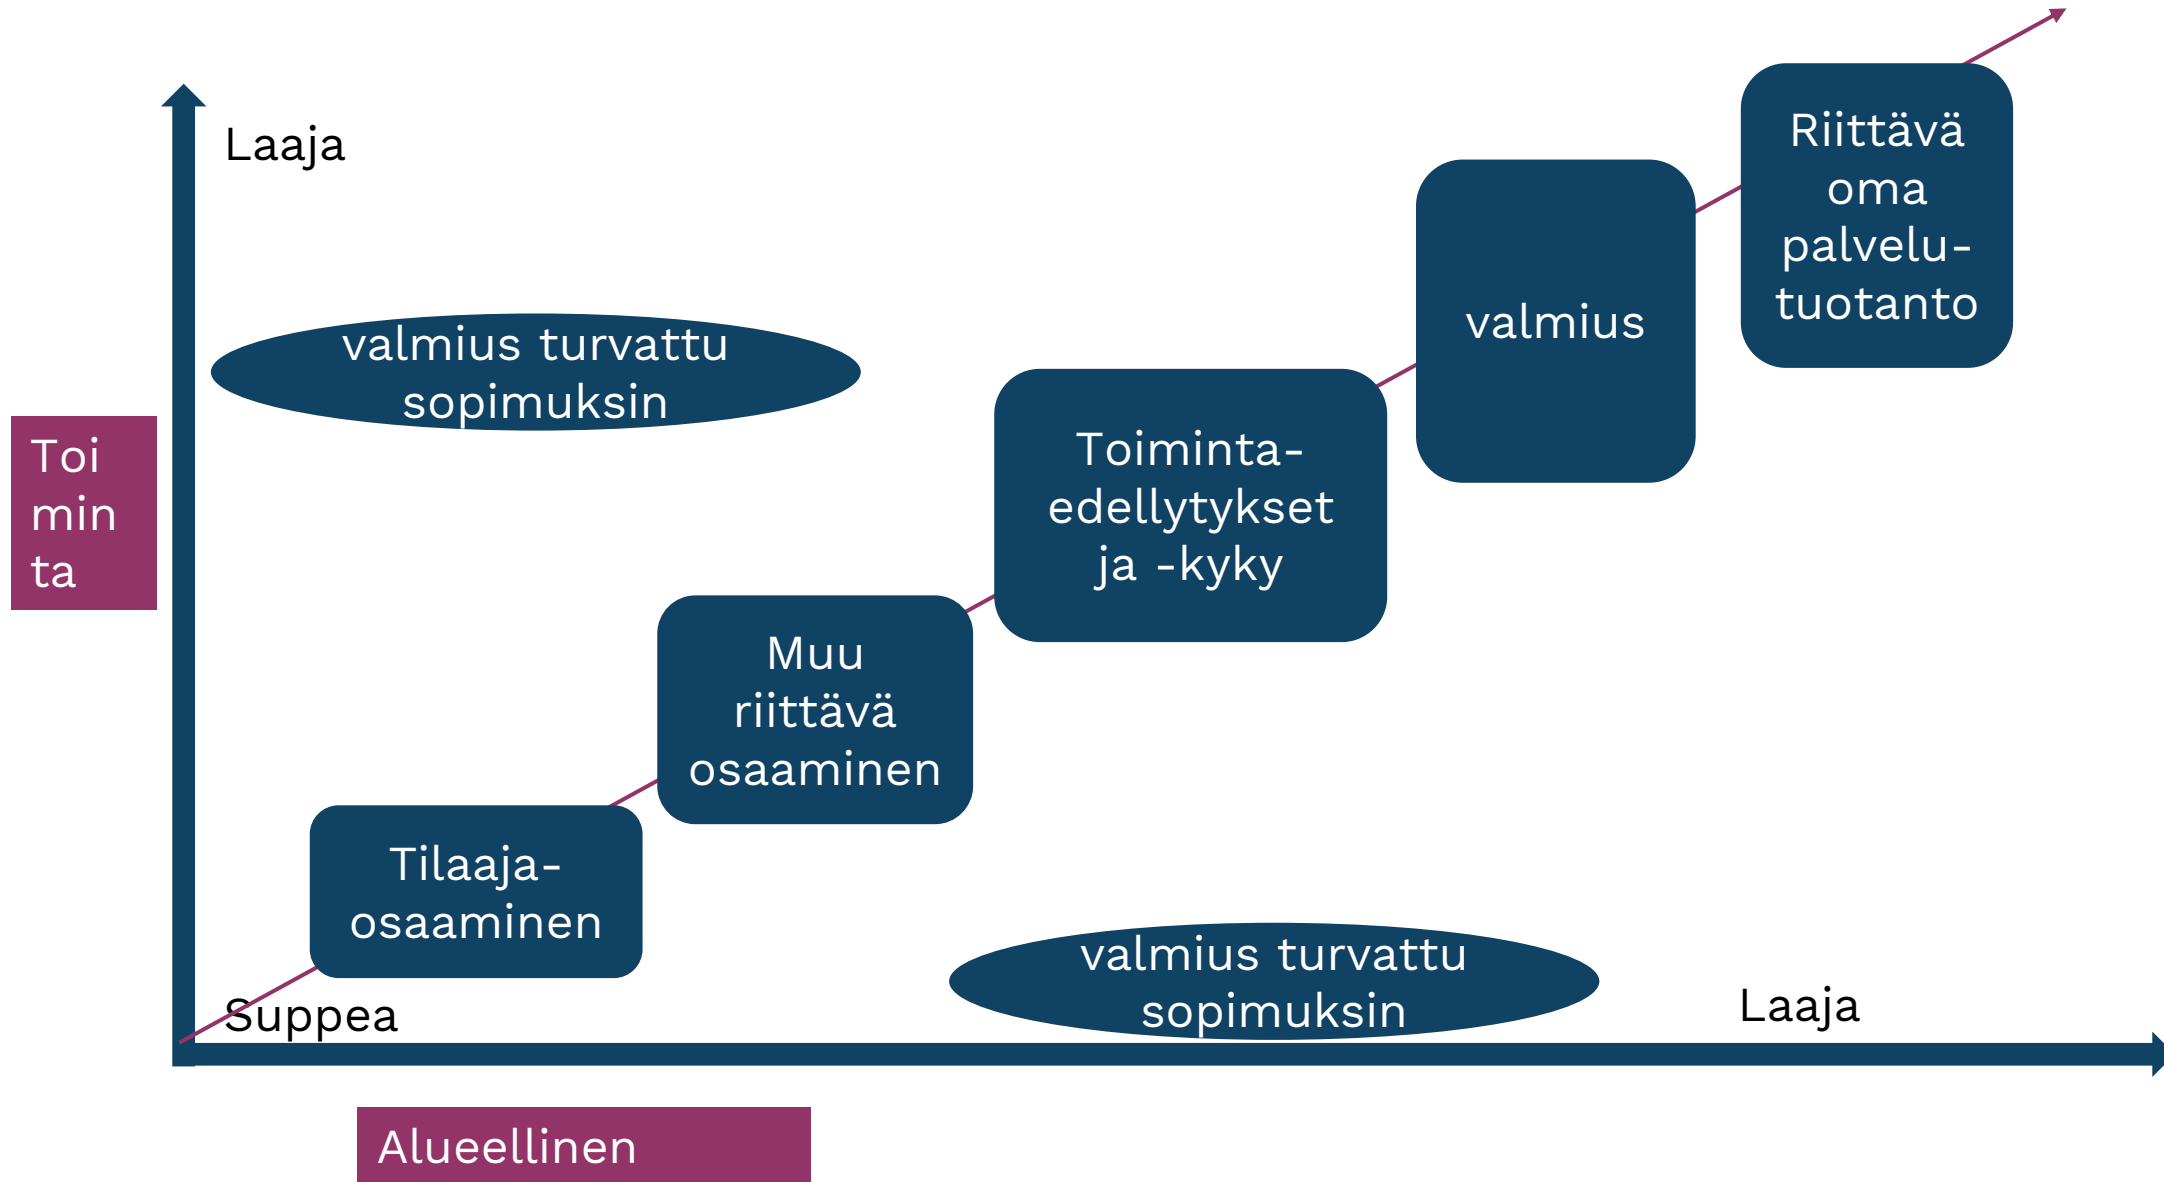 Laaja
Riittävä
oma
palvelu-
tuotanto
valmius
valmius turvattu
sopimuksin
Toi
min
ta
Toiminta-
edellytykset
ja -kyky
Muu
riittävä
osaaminen
Tilaaja-
osaaminen
valmius turvattu
sopimuksin
Suppea
Laaja
Alueellinen